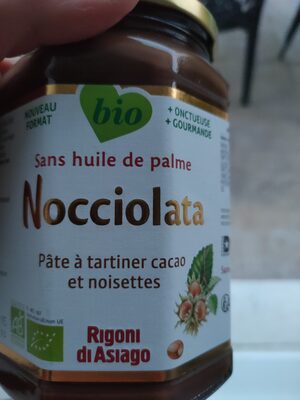 NOUVEAU
FORMAT
bio
+ ONCTUEUSE
+ GOURMANDE
Sans huile de palme
Nocciolata
Pâte à tartiner cacao
et noisettes
Rigoni
di Asiago